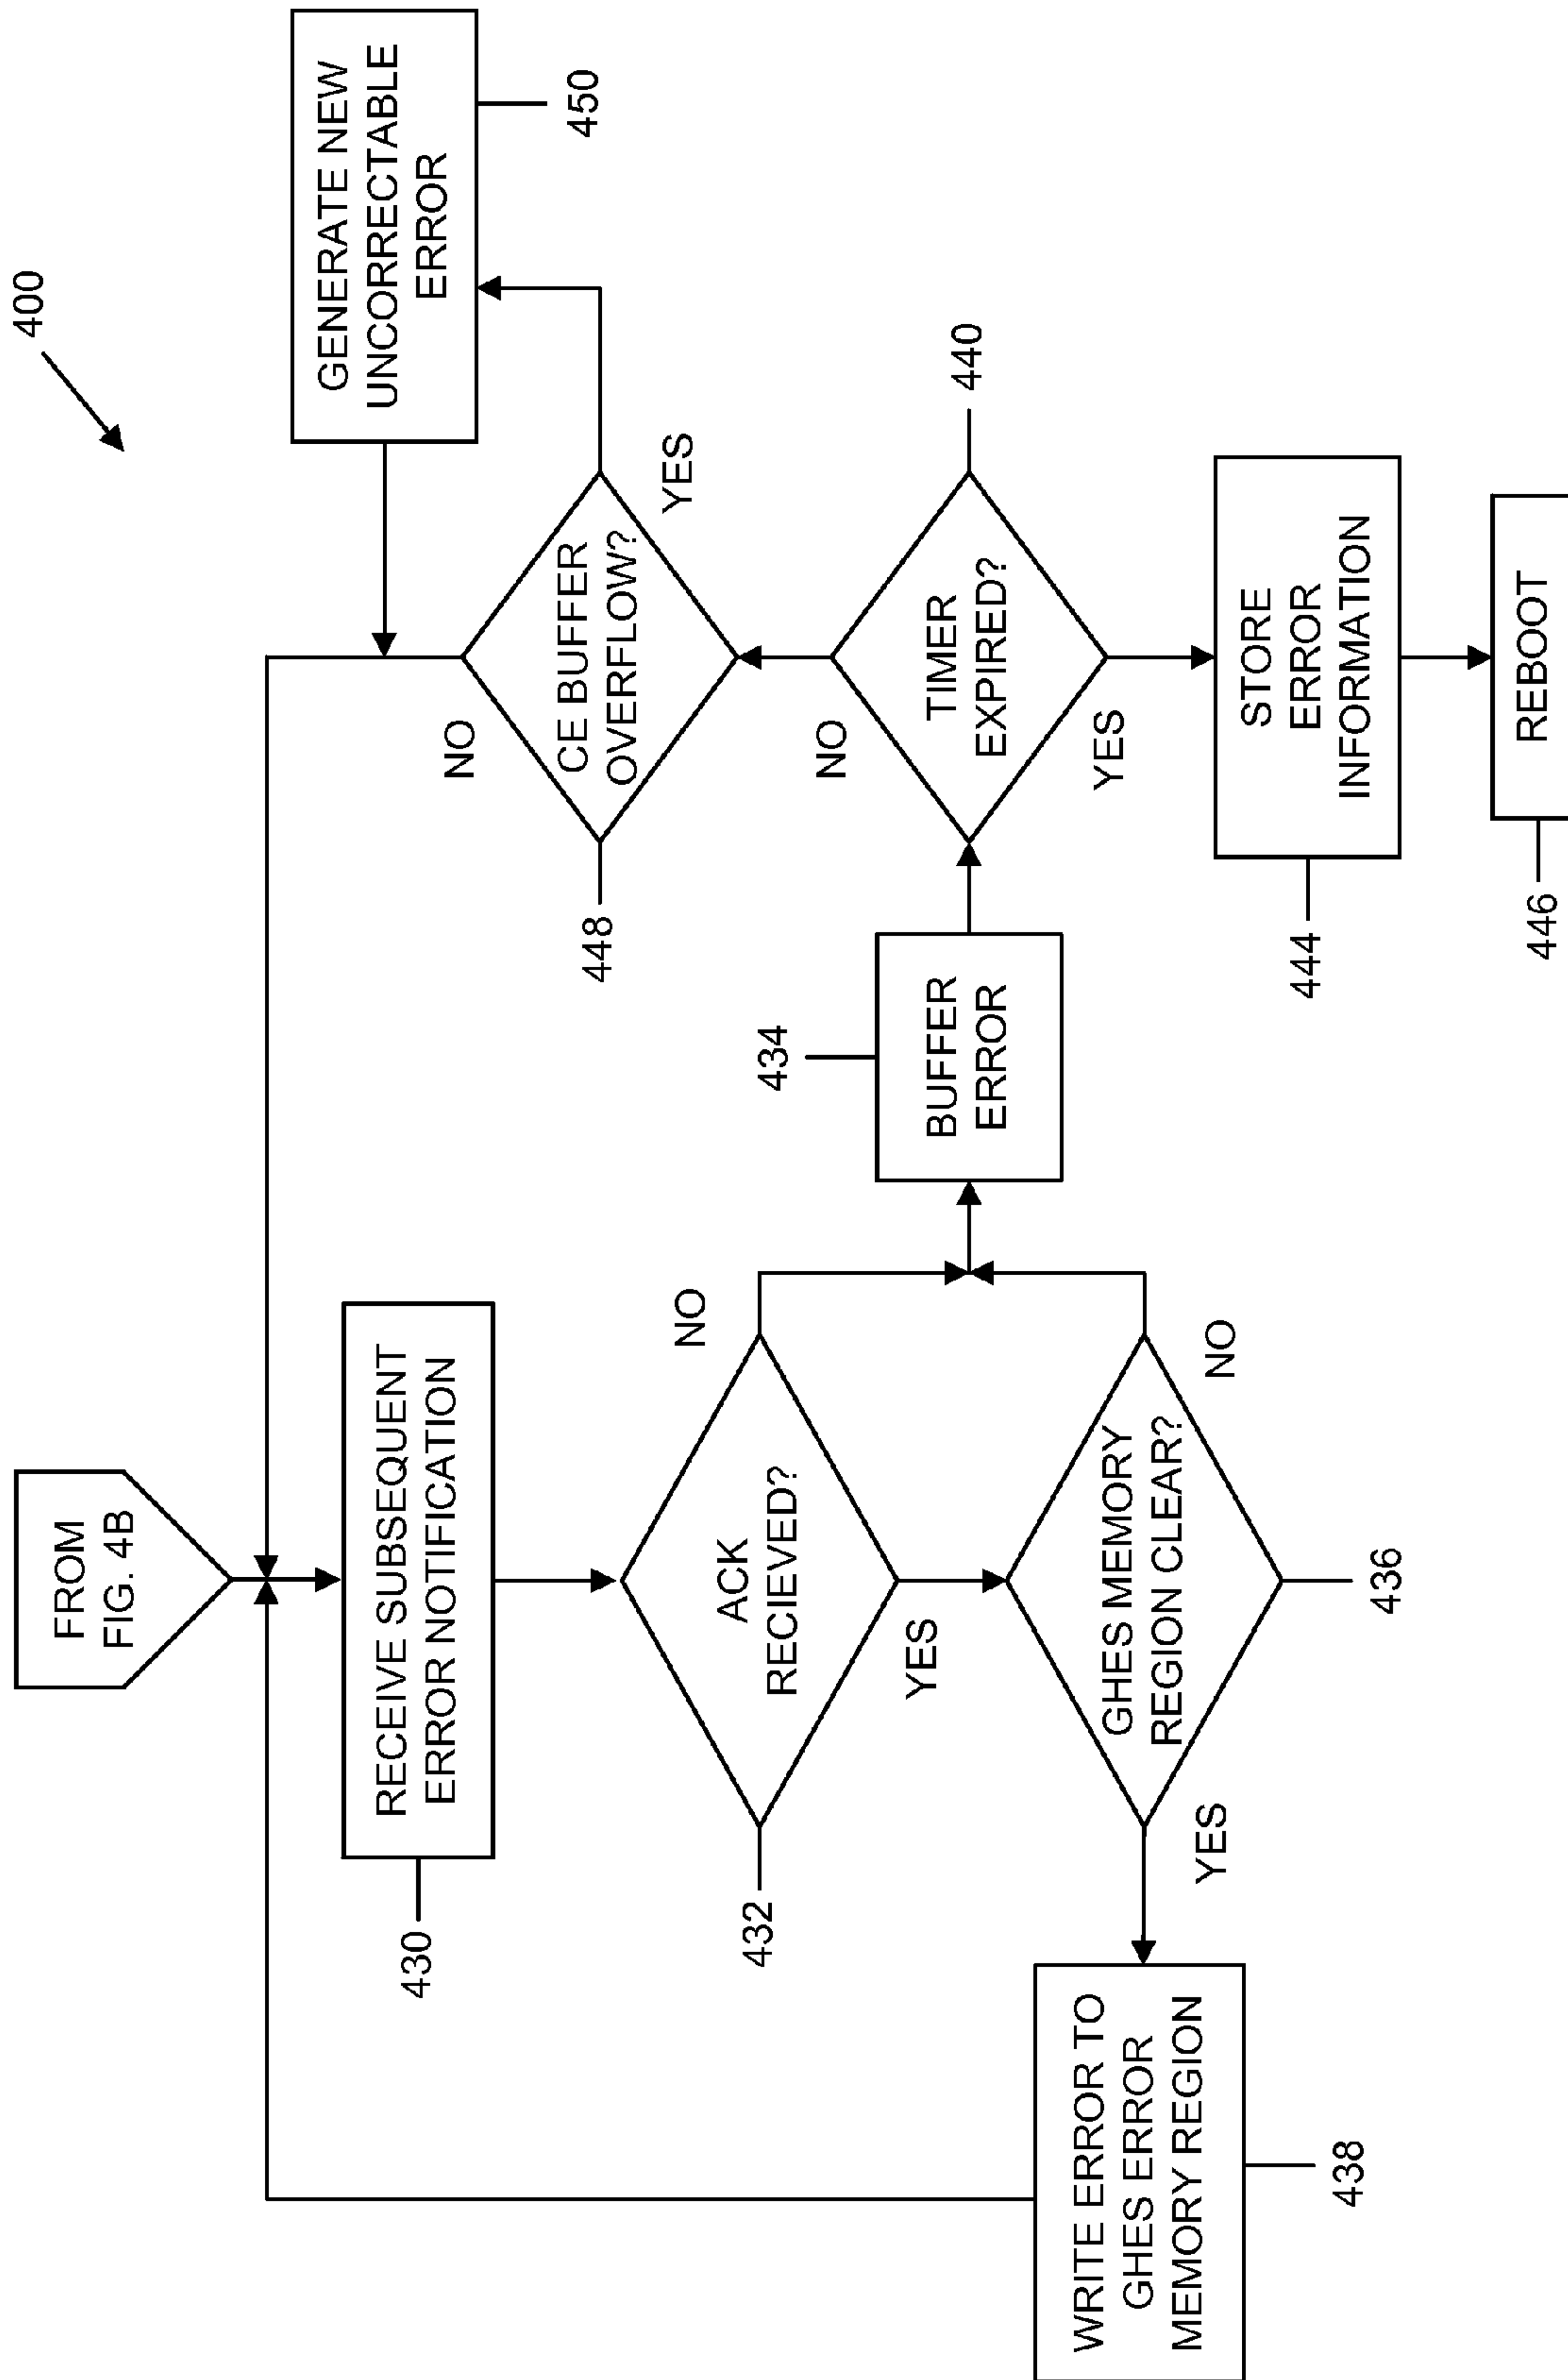 400
FROM
FIG. 4B
RECEIVE SUBSEQUENT
ERROR NOTIFICATION
430
ACK
RECIEVED?
432
NO
YES
GHES MEMORY
REGION CLEAR?
436
NO
YES
WRITE ERROR TO
GHES ERROR
MEMORY REGION
438
BUFFER
ERROR
434
TIMER
EXPIRED?
440
NO
YES
STORE
ERROR
INFORMATION
444
REBOOT
446
CE BUFFER
OVERFLOW?
448
NO
YES
GENERATE NEW
UNCORRECTABLE
ERROR
450